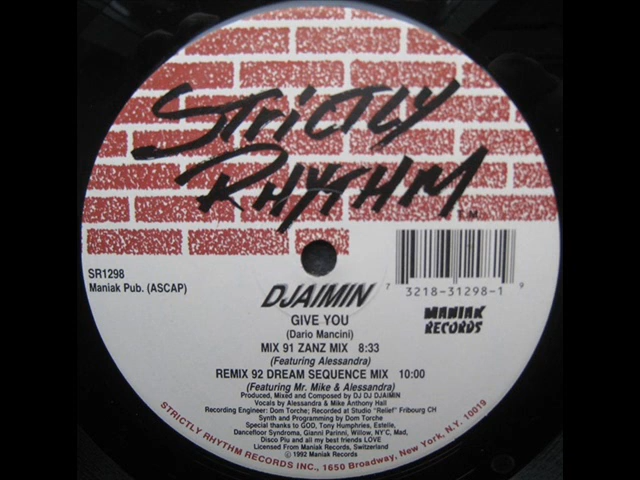 STRICTLY
RHYTHM T.M.
SR1298
Maniak Pub. (ASCAP)
7 3218-31298-1 9
MANIAK
RECORDS
DJAIMIN
GIVE YOU
(Dario Mancini)
MIX 91 ZANZ MIX 8:33
(Featuring Alessandra)
REMIX 92 DREAM SEQUENCE MIX 10:00
(Featuring Mr. Mike & Alessandra)
Produced, Mixed and Composed by DJ DJ DJAIMIN
Vocals by Alessandra & Mike Anthony Hall
Recording Engineer: Dom Torche; Recorded at Studio "Relief" Fribourg CH
Synth and Programming by Dom Torche
Special thanks to GOD, Tony Humphries, Estelle,
Dancefloor Syndroma, Gianni Parinni, Willow, NY'C, Mad,
Disco Piu and all my best friends LOVE
Licensed From Maniak Records, Switzerland
© 1992 Maniak Records
STRICTLY RHYTHM RECORDS INC., 1650 Broadway, New York, N.Y. 10019